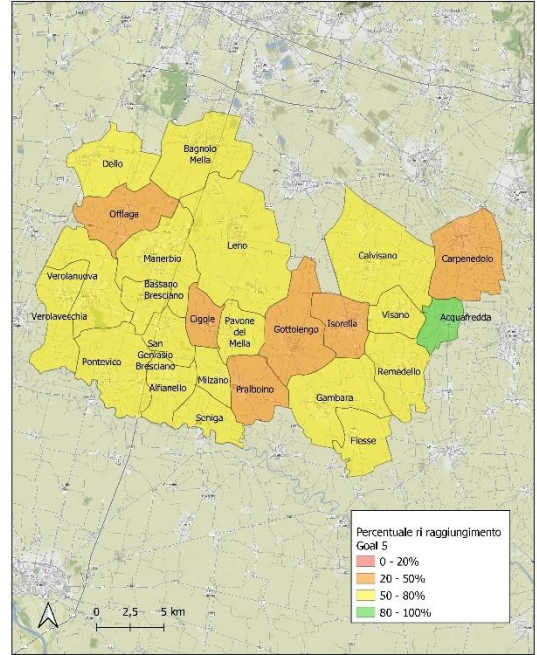 Bagnolo
Mella
Dello
Offlaga
Leno
Manerbio
Calvisano
Carpenedolo
Verolanuova
Bassano
Bresciano
Verolavecchia
Cigole
Pavone
del
Mella
Gottolengo
Isorella
Visano
Acquafredda
San
Gervasio
Bresciano
Pontevico
Alfianello
Milzano
Pralboino
Remedello
Gambara
Seniga
Fiesse
Percentuale ri raggiungimento
Goal 5
0 - 20%
20 - 50%
50 - 80%
80 - 100%
0 2,5 5 km